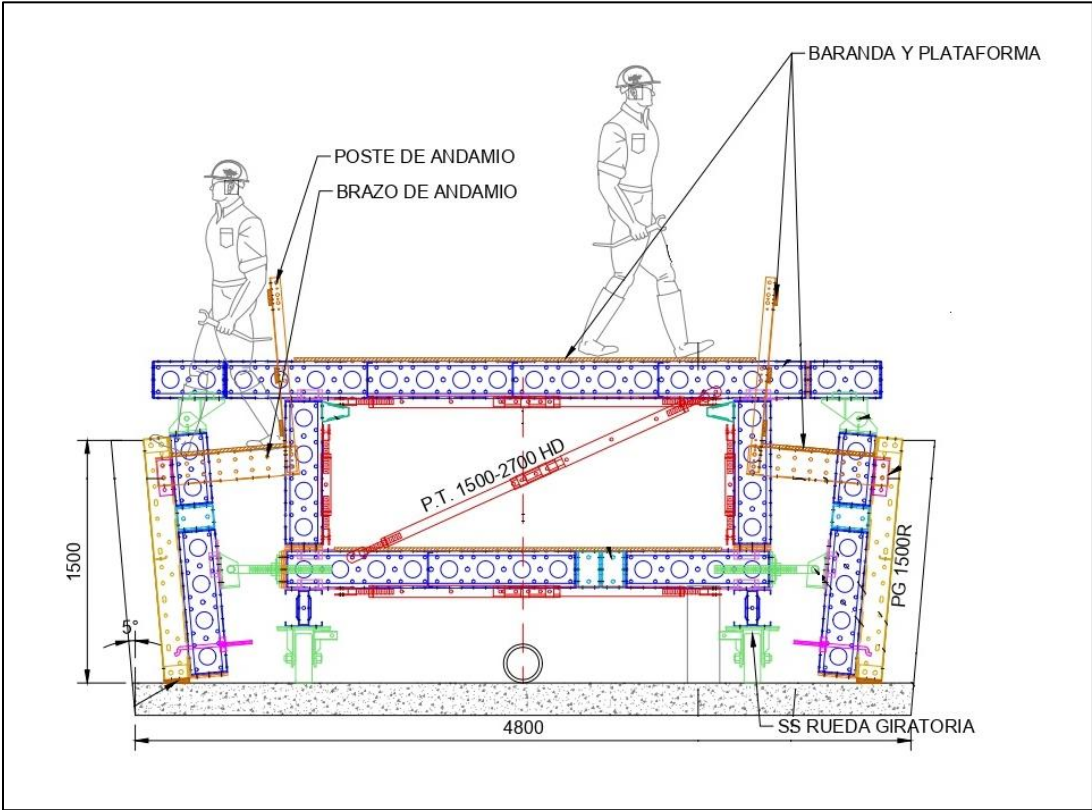 BARANDA Y PLATAFORMA
POSTE DE ANDAMIO
BRAZO DE ANDAMIO
P.T. 1500-2700 HD
1500
PG 1500R
5°
SS RUEDA GIRATORIA
4800